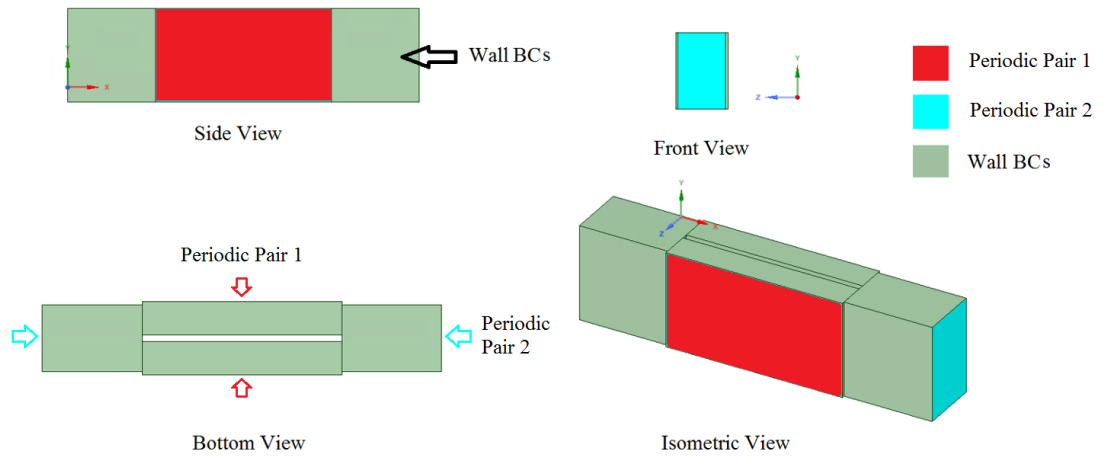 Y
X
Wall BCs
Side View
Y
Z
Front View
Periodic Pair 1
Periodic Pair 2
Wall BCs
Periodic Pair 1
Periodic
Pair 2
Bottom View
Y
X
Z
Isometric View